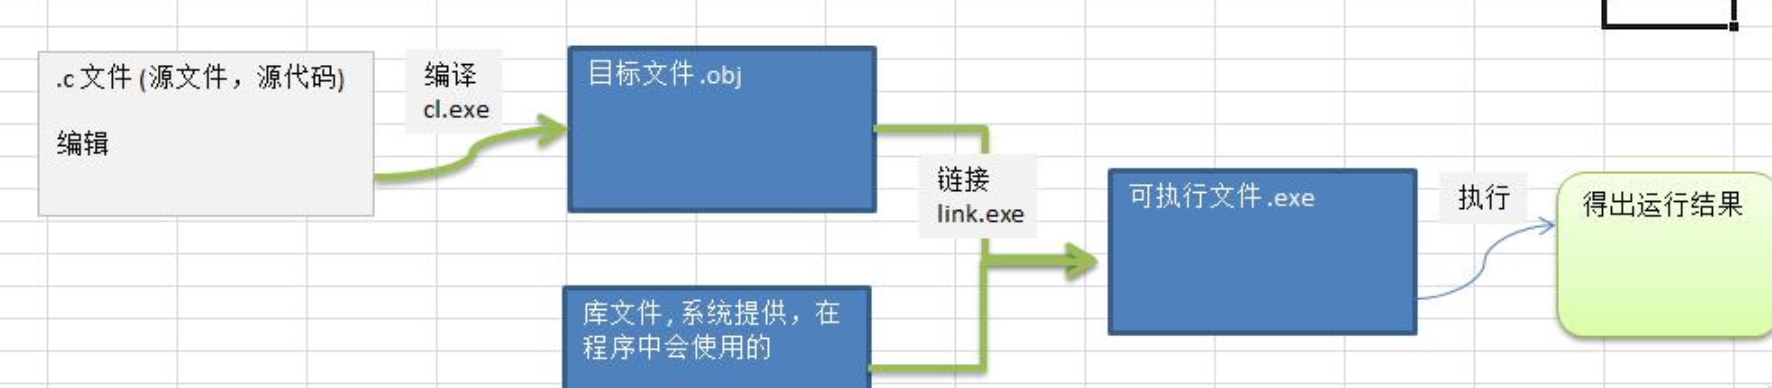 .c 文件 (源文件，源代码)
编辑
编译
cl.exe
目标文件.obj
链接
link.exe
库文件, 系统提供，在
程序中会使用的
可执行文件.exe
执行
得出运行结果